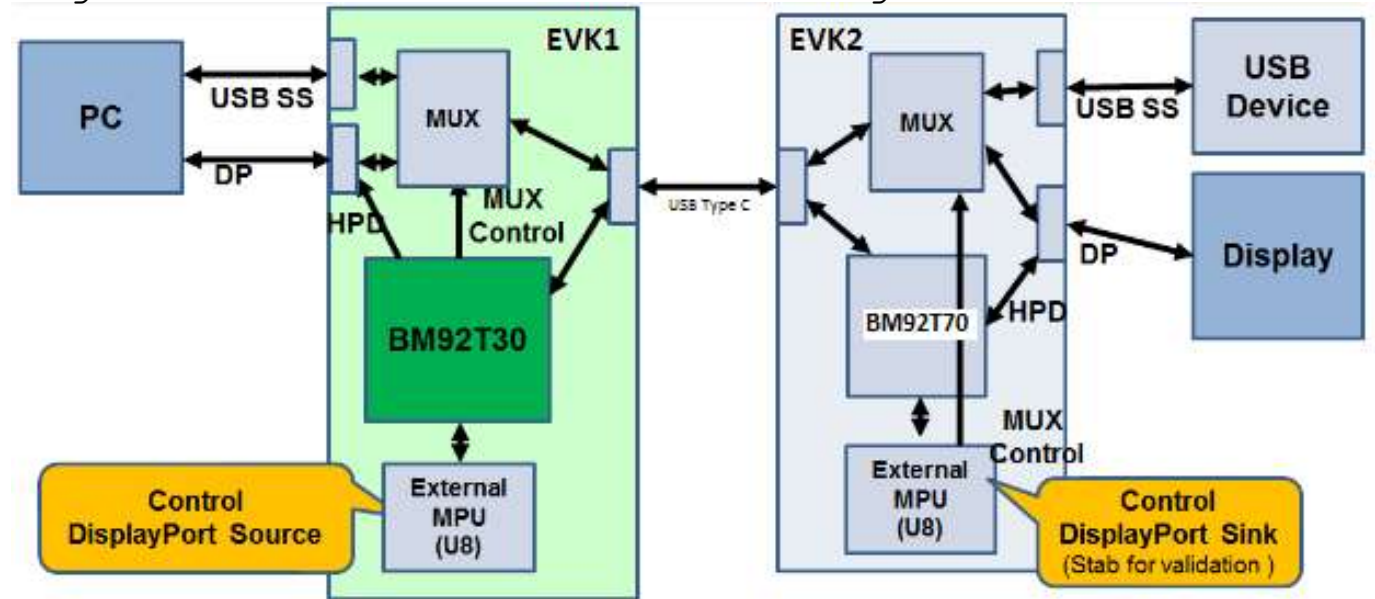 EVK1
EVK2
PC
USB SS
DP
MUX
HPD
MUX
Control
BM92T30
External
MPU
(U8)
Control
DisplayPort Source
USB Type C
MUX
BM92T70
HPD
MUX
Control
External
MPU
(U8)
USB SS
DP
USB
Device
Display
Control
DisplayPort Sink
(Stab for validation )